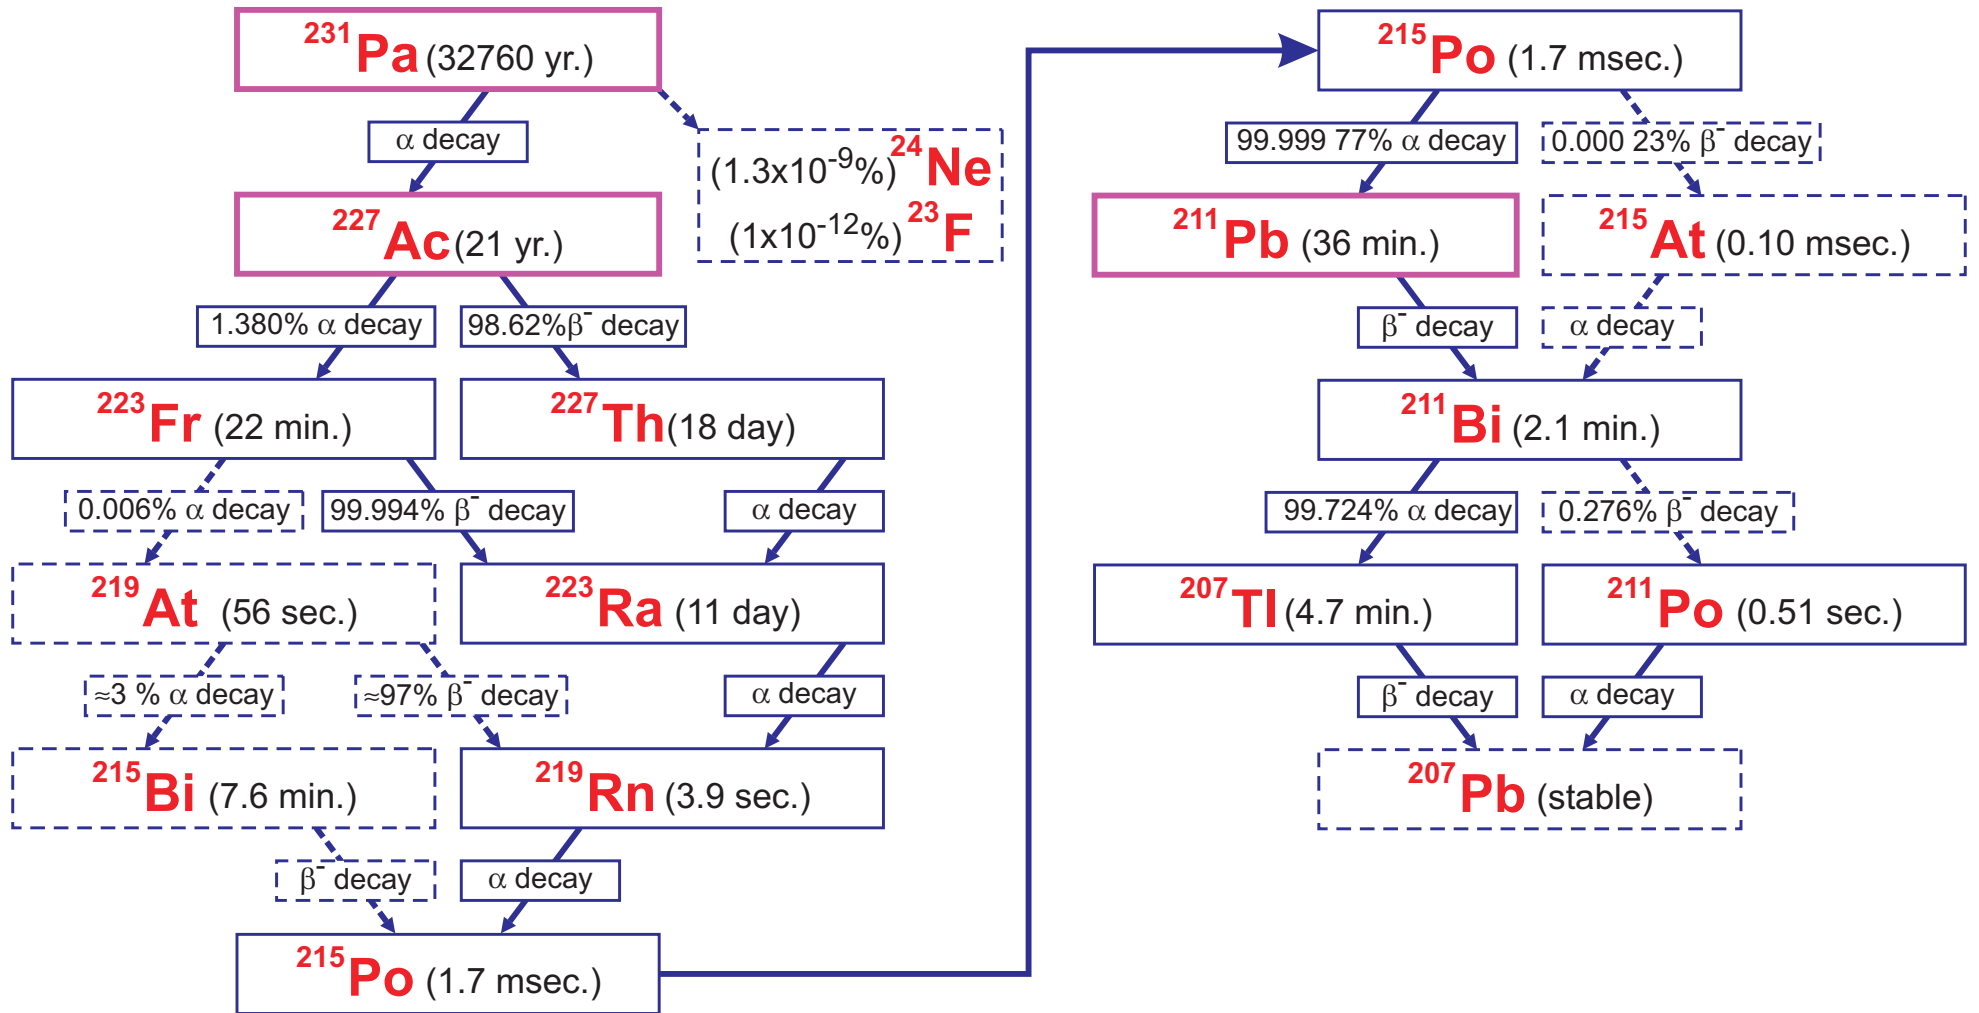 ²³¹Pa (32760 yr.)
α decay
(1.3x10⁻⁹%) ²⁴Ne
(1x10⁻¹²%) ²³F
²²⁷Ac (21 yr.)
1.380% α decay
98.62%β⁻ decay
²²³Fr (22 min.)
²²⁷Th(18 day)
0.006% α decay
99.994% β⁻ decay
α decay
²¹⁹At (56 sec.)
²²³Ra (11 day)
≈3 % α decay
≈97% β⁻ decay
α decay
²¹⁵Bi (7.6 min.)
²¹⁹Rn (3.9 sec.)
β⁻ decay
α decay
²¹⁵Po (1.7 msec.)
²¹⁵Po (1.7 msec.)
99.999 77% α decay
0.000 23% β⁻ decay
²¹¹Pb (36 min.)
²¹⁵At (0.10 msec.)
β⁻ decay
α decay
²¹¹Bi (2.1 min.)
99.724% α decay
0.276% β⁻ decay
²⁰⁷Tl (4.7 min.)
²¹¹Po (0.51 sec.)
β⁻ decay
α decay
²⁰⁷Pb (stable)